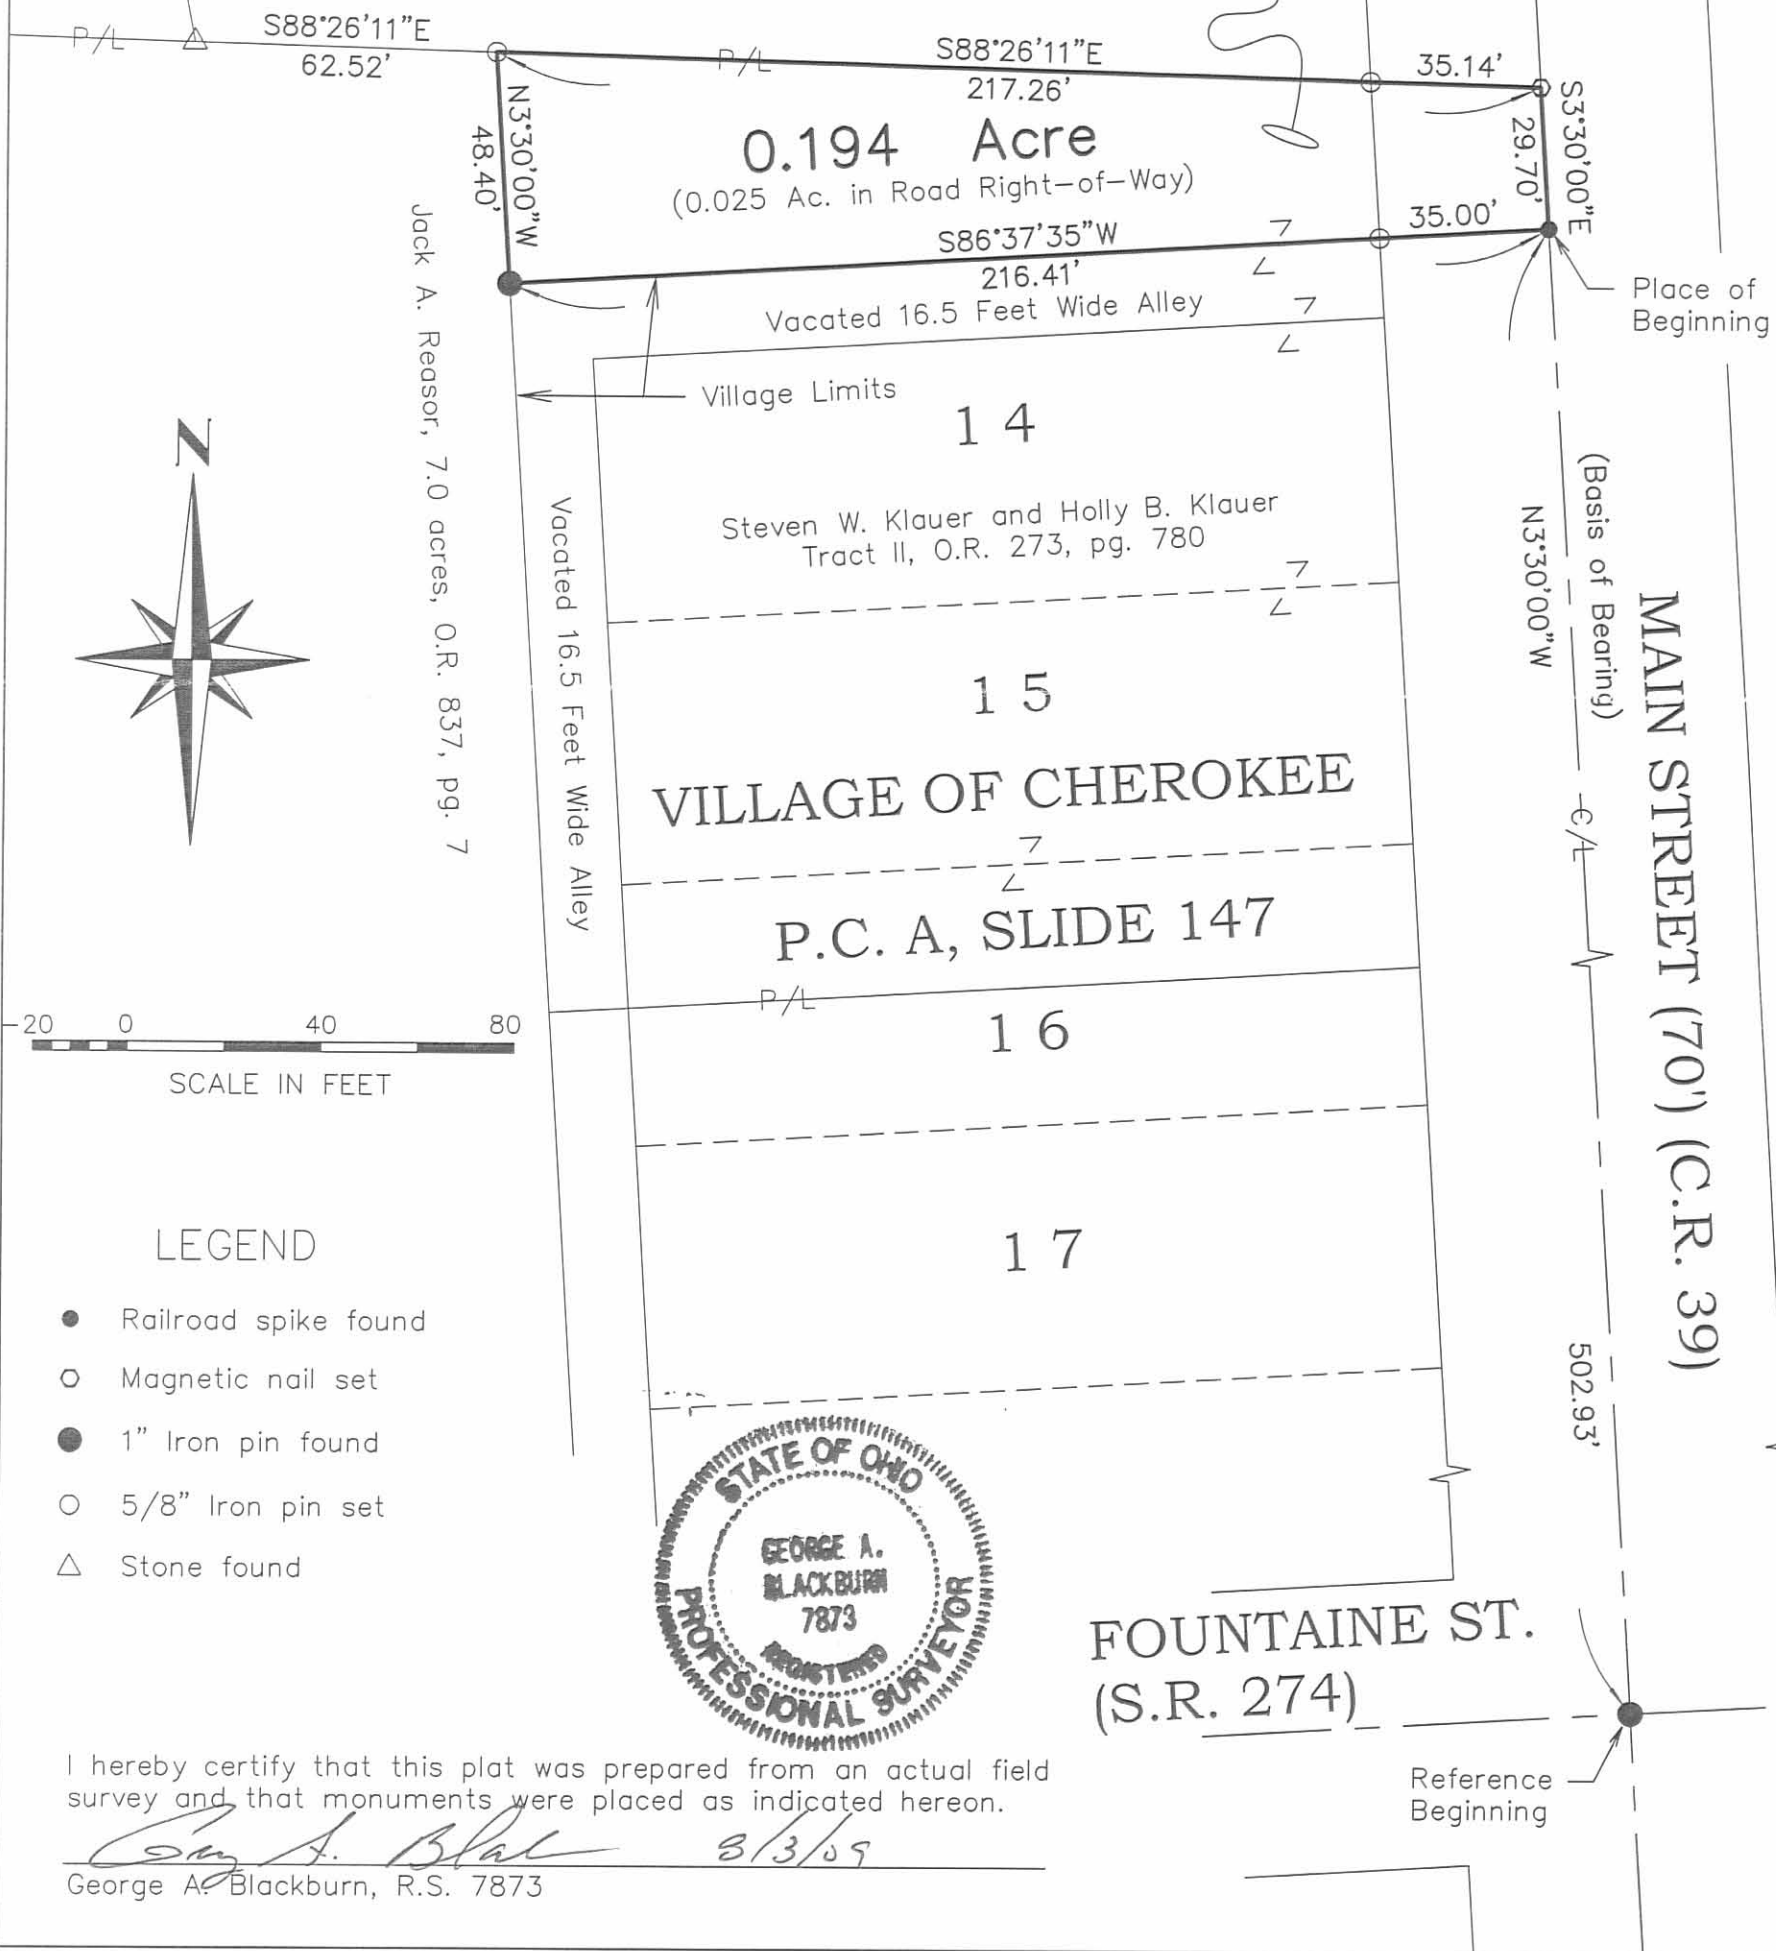 P/L
S88°26'11"E
62.52'
P/L
S88°26'11"E
217.26'
35.14'
S3°30'00"E
29.70'
N3°30'00"W
48.40'
0.194 Acre
(0.025 Ac. in Road Right-of-Way)
S86°37'35"W
216.41'
35.00'
Place of
Beginning
Vacated 16.5 Feet Wide Alley
Village Limits
Jack A. Reasor, 7.0 acres, O.R. 837, pg. 7
N
14
Steven W. Klauer and Holly B. Klauer
Tract II, O.R. 273, pg. 780
Vacated 16.5 Feet Wide Alley
(Basis of Bearing)
N3°30'00"W
15
VILLAGE OF CHEROKEE
P.C. A, SLIDE 147
C/L
MAIN STREET (70') (C.R. 39)
P/L
16
20 0 40 80
SCALE IN FEET
17
502.93'
LEGEND
Railroad spike found
Magnetic nail set
1" Iron pin found
5/8" Iron pin set
Stone found
STATE OF OHIO
GEORGE A.
BLACKBURN
7873
REGISTERED
PROFESSIONAL SURVEYOR
FOUNTAINE ST.
(S.R. 274)
Reference
Beginning
I hereby certify that this plat was prepared from an actual field
survey and that monuments were placed as indicated hereon.
8/3/09
George A. Blackburn, R.S. 7873